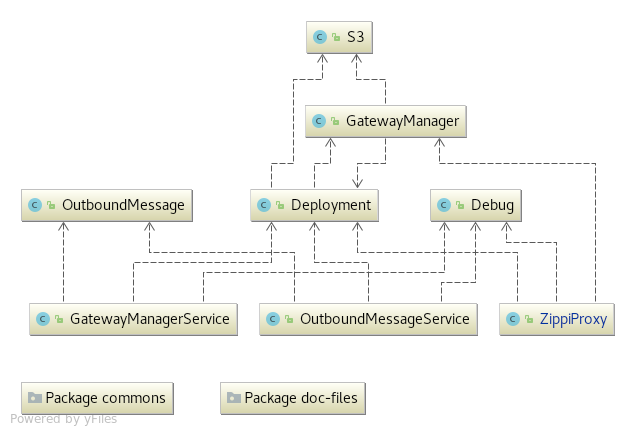 S3
GatewayManager
OutboundMessage
Deployment
Debug
GatewayManagerService
OutboundMessageService
ZippiProxy
Package commons
Package doc-files
Powered by yFiles